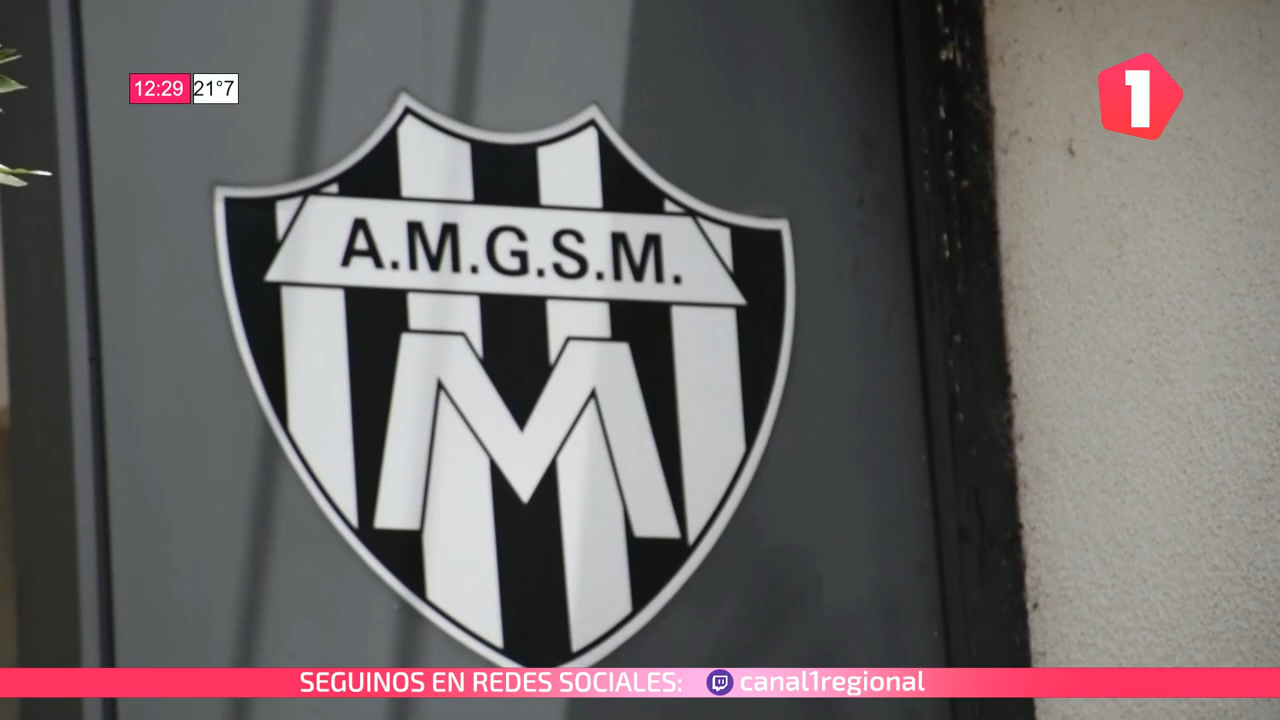 12:29 21°7
1
A.M.G.S.M.
M
SEGUINOS EN REDES SOCIALES: canal1regional